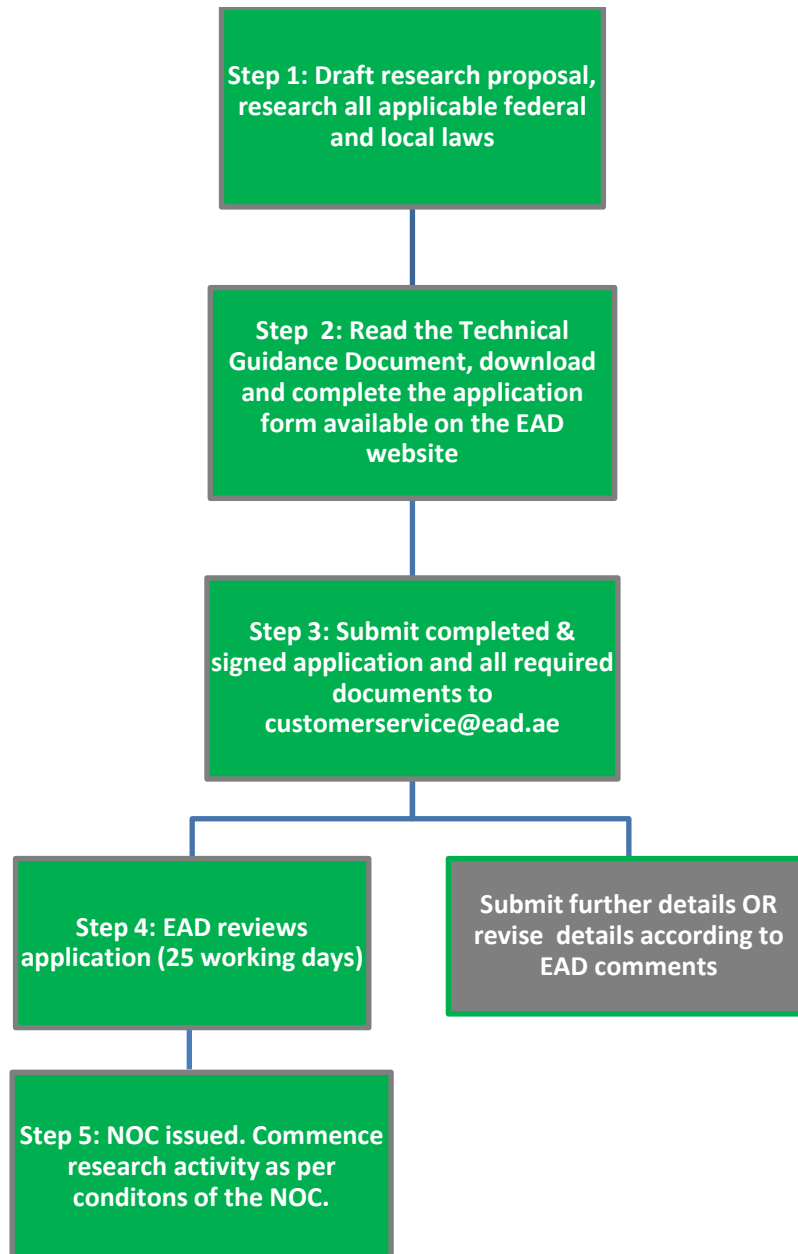 Step 1: Draft research proposal,
research all applicable federal
and local laws
Step 2: Read the Technical
Guidance Document, download
and complete the application
form available on the EAD
website
Step 3: Submit completed &
signed application and all required
documents to
customerservice@ead.ae
Step 4: EAD reviews
application (25 working days)
Submit further details OR
revise details according to
EAD comments
Step 5: NOC issued. Commence
research activity as per
conditons of the NOC.